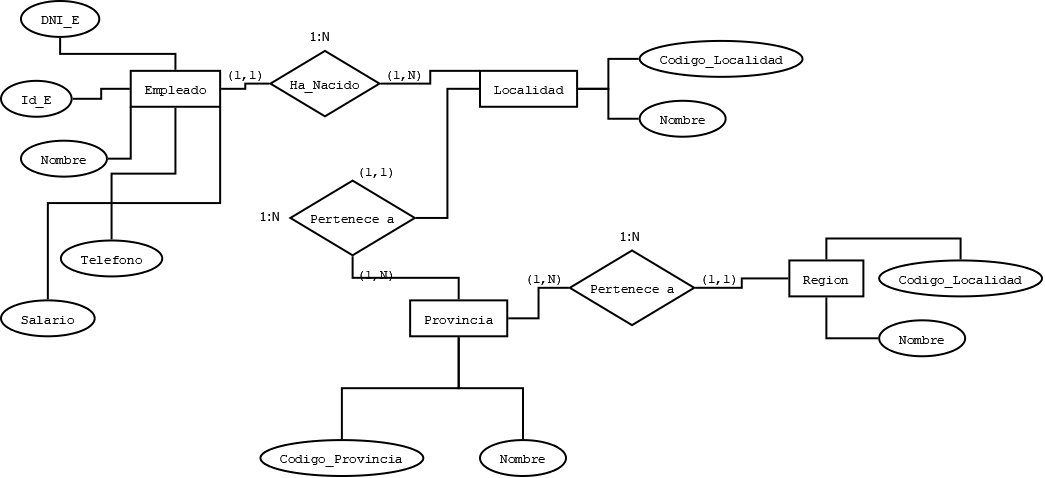 DNI_E
1:N
Empleado
(1,1)
Ha_Nacido
(1,N)
Localidad
Codigo_Localidad
Id_E
Nombre
Nombre
(1,1)
1:N
Pertenece a
(1,N)
Telefono
Salario
Provincia
(1,N)
1:N
Pertenece a
(1,1)
Region
Codigo_Localidad
Nombre
Codigo_Provincia
Nombre